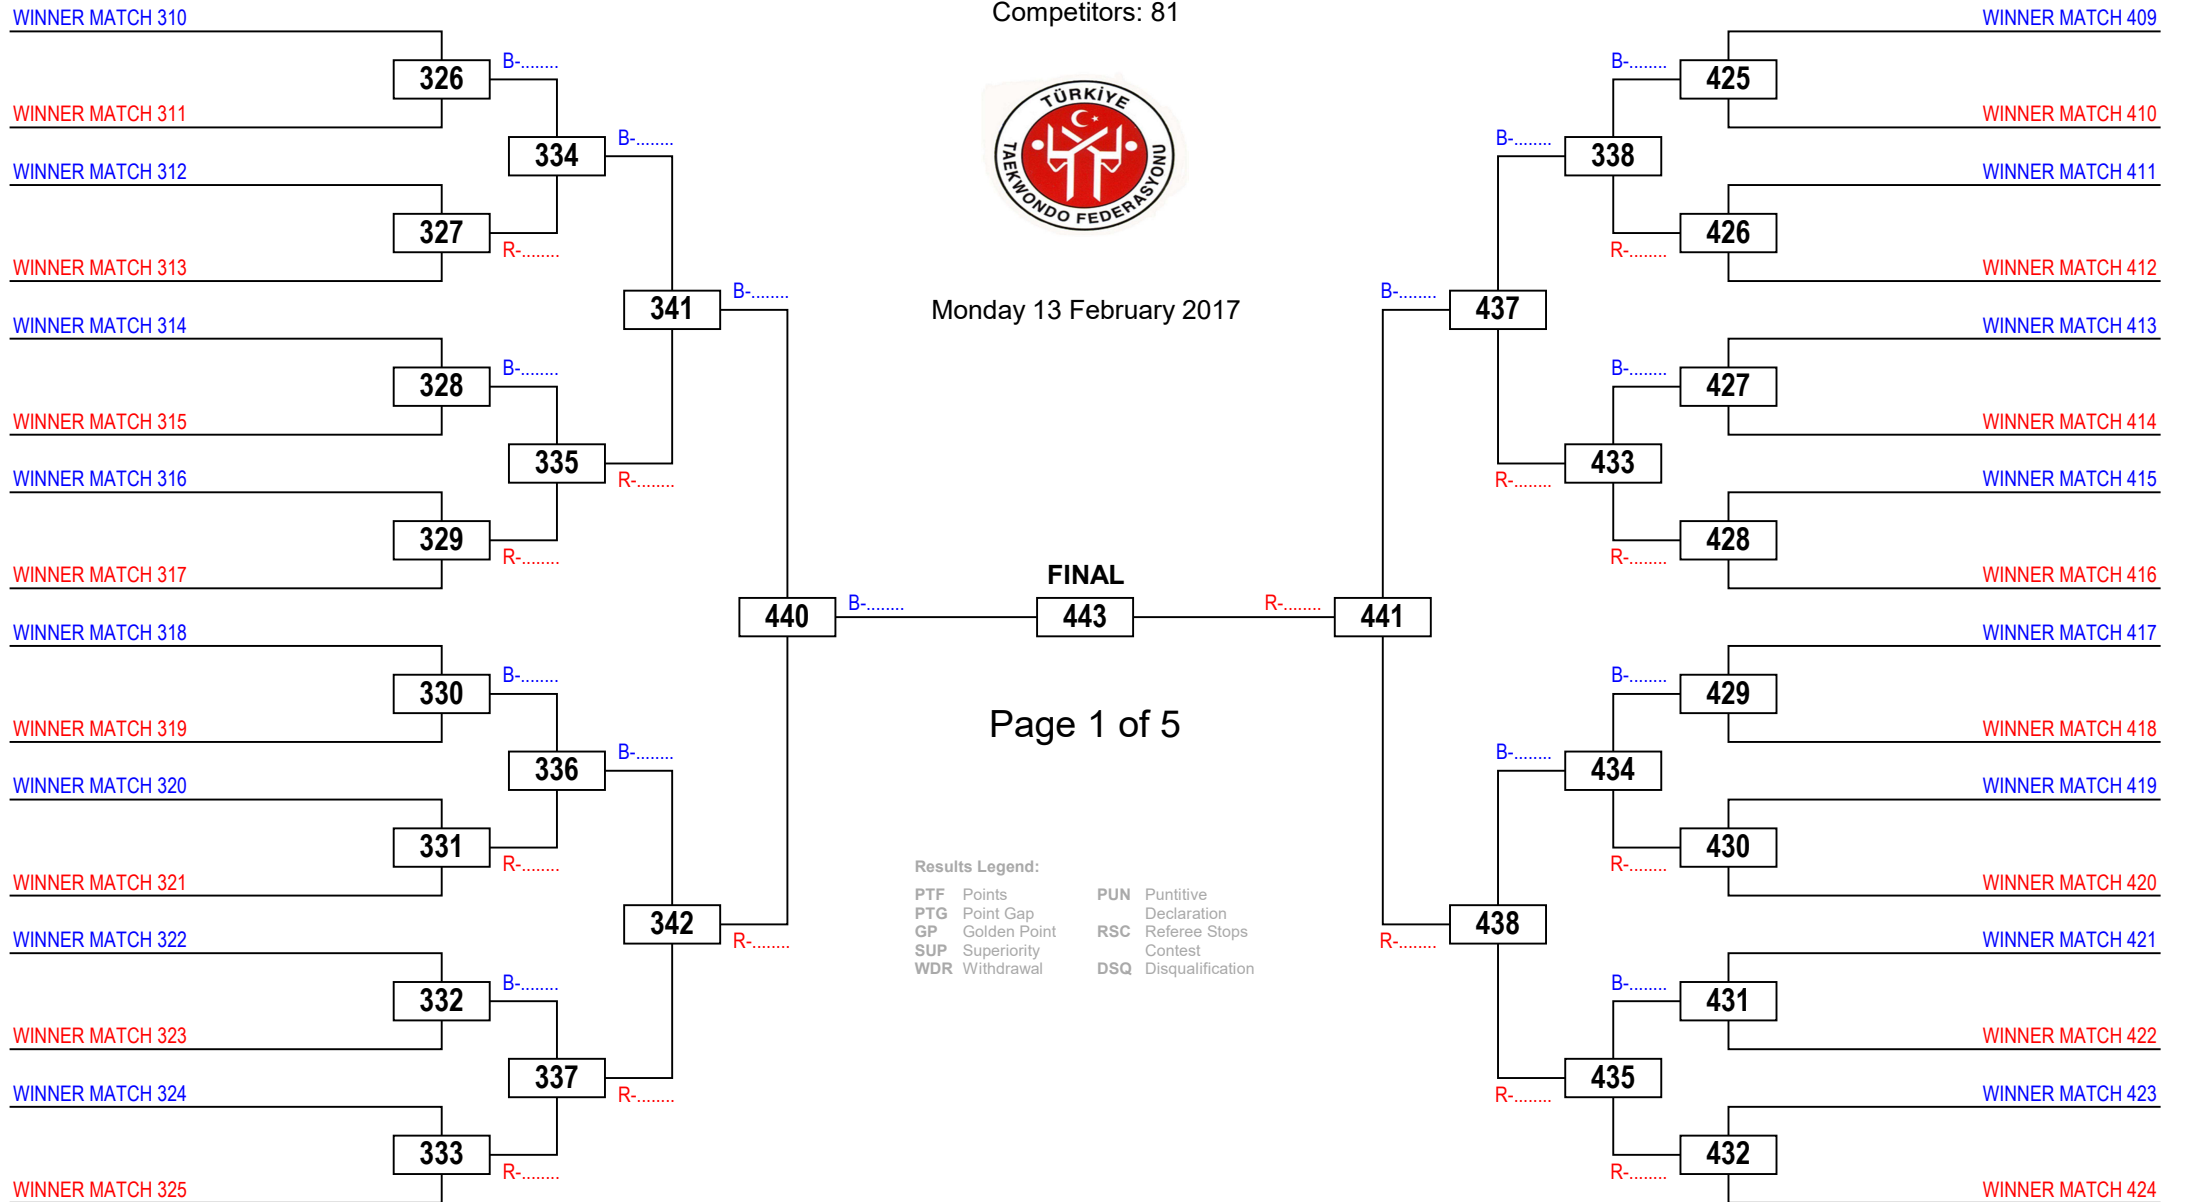 Competitors: 81
TÜRKİYE
TAEKWONDO FEDERASYONU
Monday 13 February 2017
WINNER MATCH 310
WINNER MATCH 311
WINNER MATCH 312
WINNER MATCH 313
WINNER MATCH 314
WINNER MATCH 315
WINNER MATCH 316
WINNER MATCH 317
WINNER MATCH 318
WINNER MATCH 319
WINNER MATCH 320
WINNER MATCH 321
WINNER MATCH 322
WINNER MATCH 323
WINNER MATCH 324
WINNER MATCH 325
326
327
328
329
330
331
332
333
B-........
R-........
B-........
R-........
B-........
R-........
B-........
R-........
334
335
336
337
B-........
R-........
B-........
R-........
341
342
B-........
R-........
440
B-........
FINAL
443
R-........
441
B-........
R-........
437
438
B-........
R-........
B-........
R-........
338
433
434
435
B-........
R-........
B-........
R-........
B-........
R-........
B-........
R-........
425
426
427
428
429
430
431
432
WINNER MATCH 409
WINNER MATCH 410
WINNER MATCH 411
WINNER MATCH 412
WINNER MATCH 413
WINNER MATCH 414
WINNER MATCH 415
WINNER MATCH 416
WINNER MATCH 417
WINNER MATCH 418
WINNER MATCH 419
WINNER MATCH 420
WINNER MATCH 421
WINNER MATCH 422
WINNER MATCH 423
WINNER MATCH 424
Page 1 of 5
Results Legend:
PTF Points
PTG Point Gap
GP Golden Point
SUP Superiority
WDR Withdrawal
PUN Puntitive
Declaration
RSC Referee Stops
Contest
DSQ Disqualification